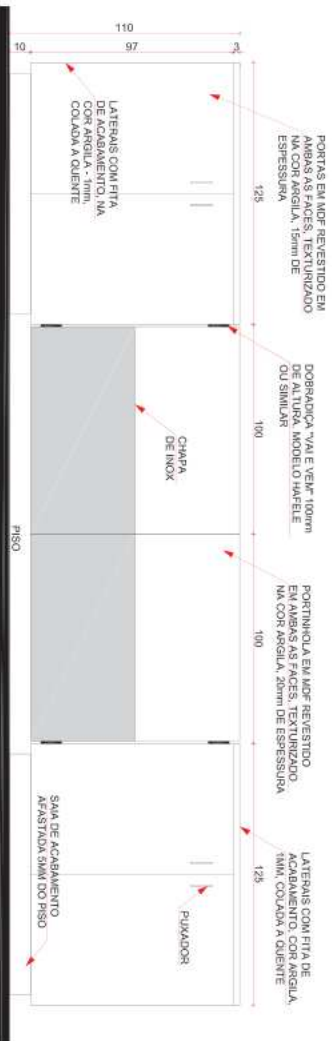 PORTAS EM MDF REVESTIDO EM
AMBAS AS FACES, TEXTURIZADO
NA COR ARGILA, 15mm DE
ESPESSURA
DOBRADIÇA "VAI E VEM" 100mm
DE ALTURA. MODELO HAFELE
OU SIMILAR
PORTINHOLA EM MDF REVESTIDO
EM AMBAS AS FACES, TEXTURIZADO
NA COR ARGILA, 20mm DE ESPESSURA
LATERAIS COM FITA DE
ACABAMENTO, COR ARGILA,
1MM, COLADA A QUENTE
125
100
100
125
3
97
110
10
LATERAIS COM FITA
DE ACABAMENTO, NA
COR ARGILA - 1mm,
COLADA A QUENTE
CHAPA
DE INOX
PUXADOR
PISO
SAIA DE ACABAMENTO
AFASTADA 5MM DO PISO